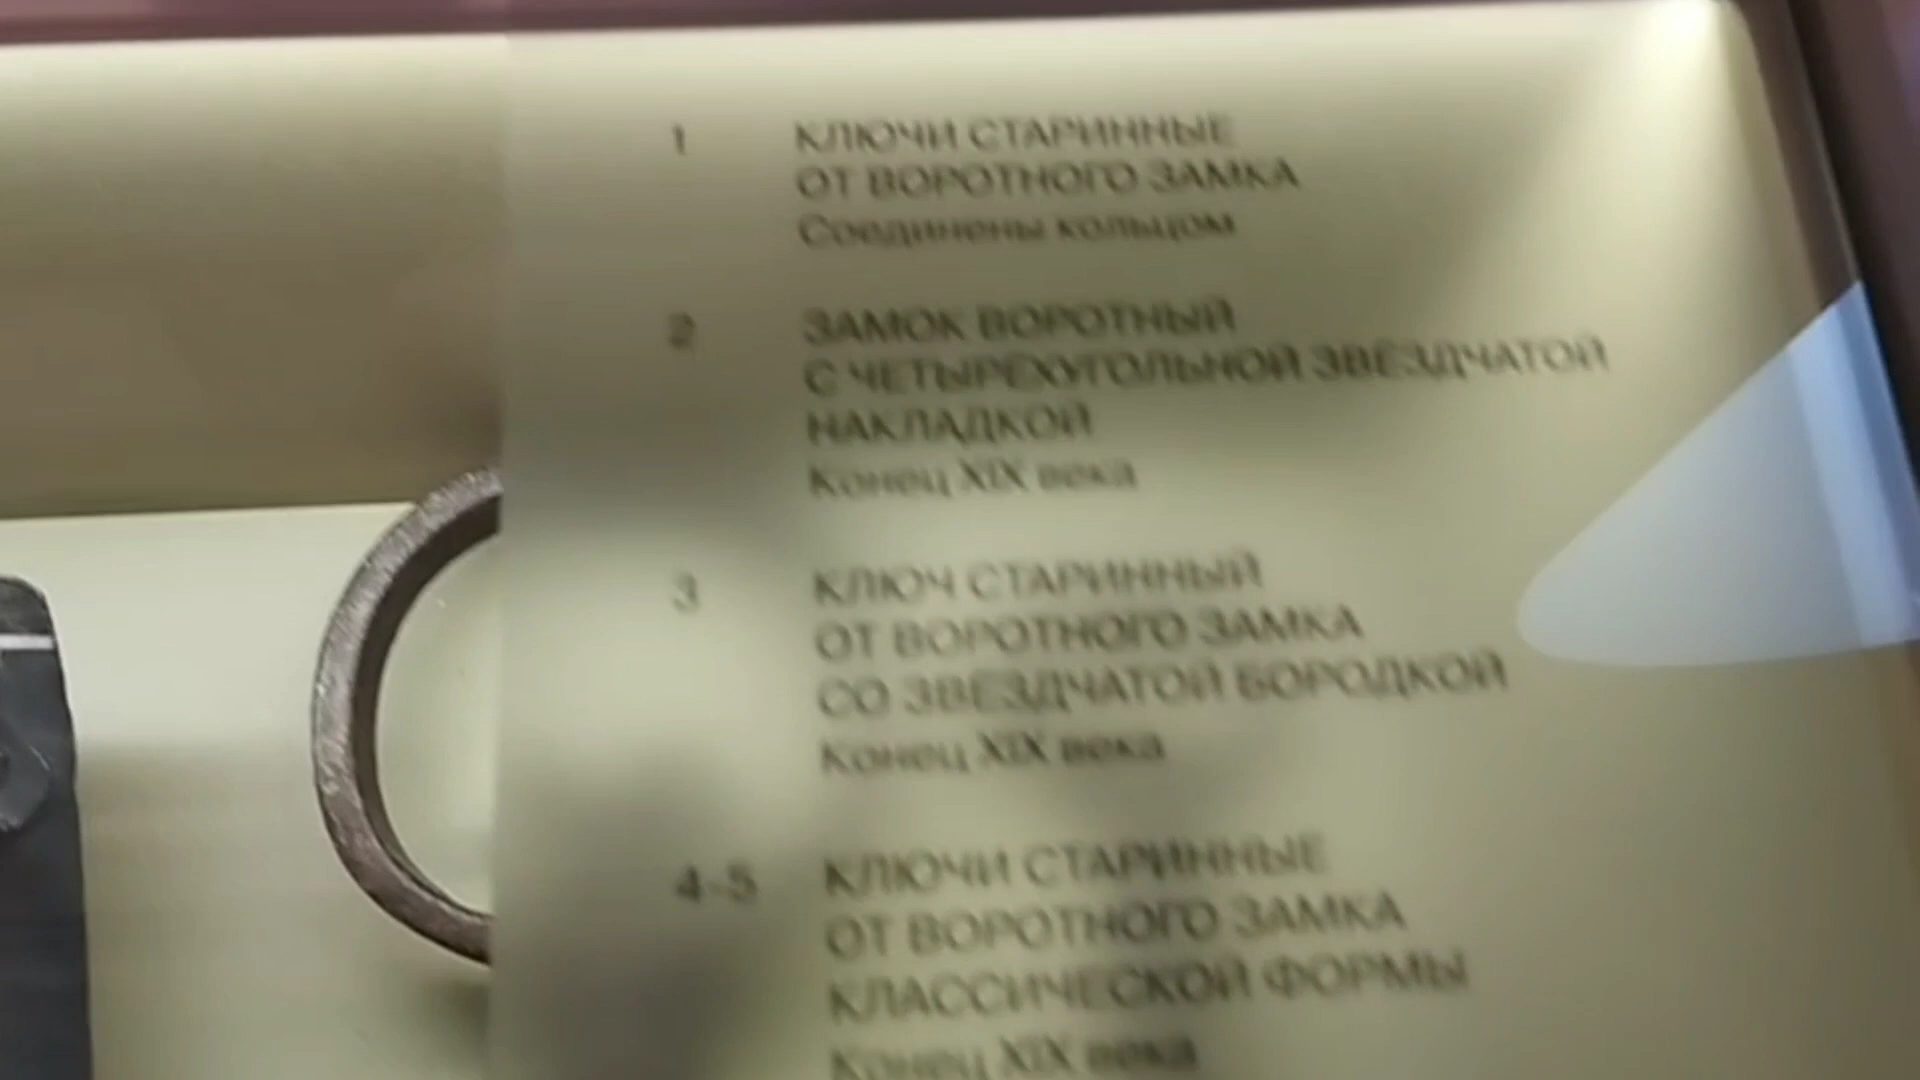 1 КЛЮЧИ СТАРИННЫЕ
ОТ ВОРОТНОГО ЗАМКА
Соединены кольцом
2 ЗАМОК ВОРОТНЫЙ
С ЧЕТЫРЕХУГОЛЬНОЙ ЗВЕЗДЧАТОЙ
НАКЛАДКОЙ
Конец XIX века
3 КЛЮЧ СТАРИННЫЙ
ОТ ВОРОТНОГО ЗАМКА
СО ЗВЕЗДЧАТОЙ БОРОДКОЙ
Конец XIX века
4-5 КЛЮЧИ СТАРИННЫЕ
ОТ ВОРОТНОГО ЗАМКА
КЛАССИЧЕСКОЙ ФОРМЫ
Конец XIX века